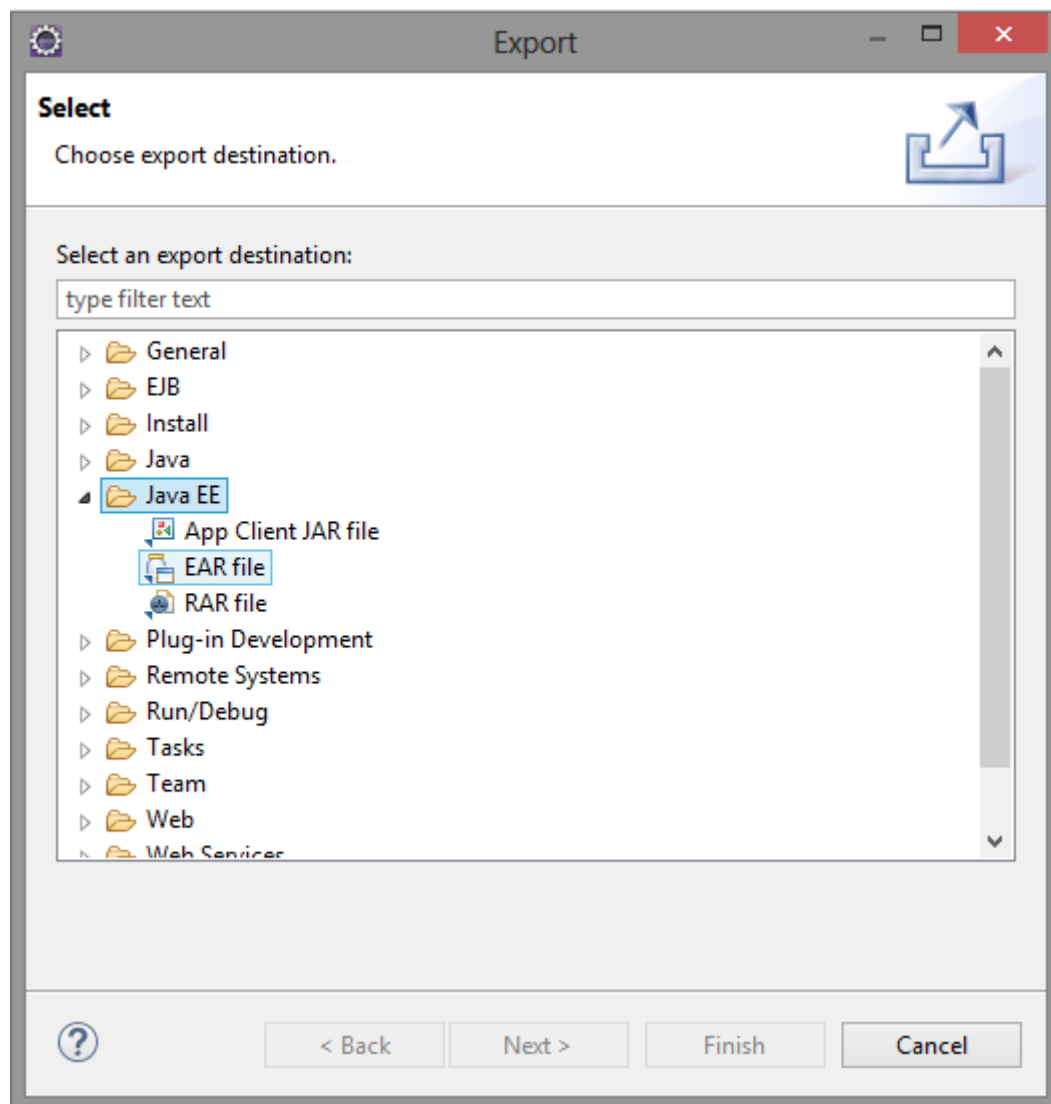 Export
Select
Choose export destination.
Select an export destination:
type filter text
General
EJB
Install
Java
Java EE
App Client JAR file
EAR file
RAR file
Plug-in Development
Remote Systems
Run/Debug
Tasks
Team
Web
Web Services
?
< Back
Next >
Finish
Cancel